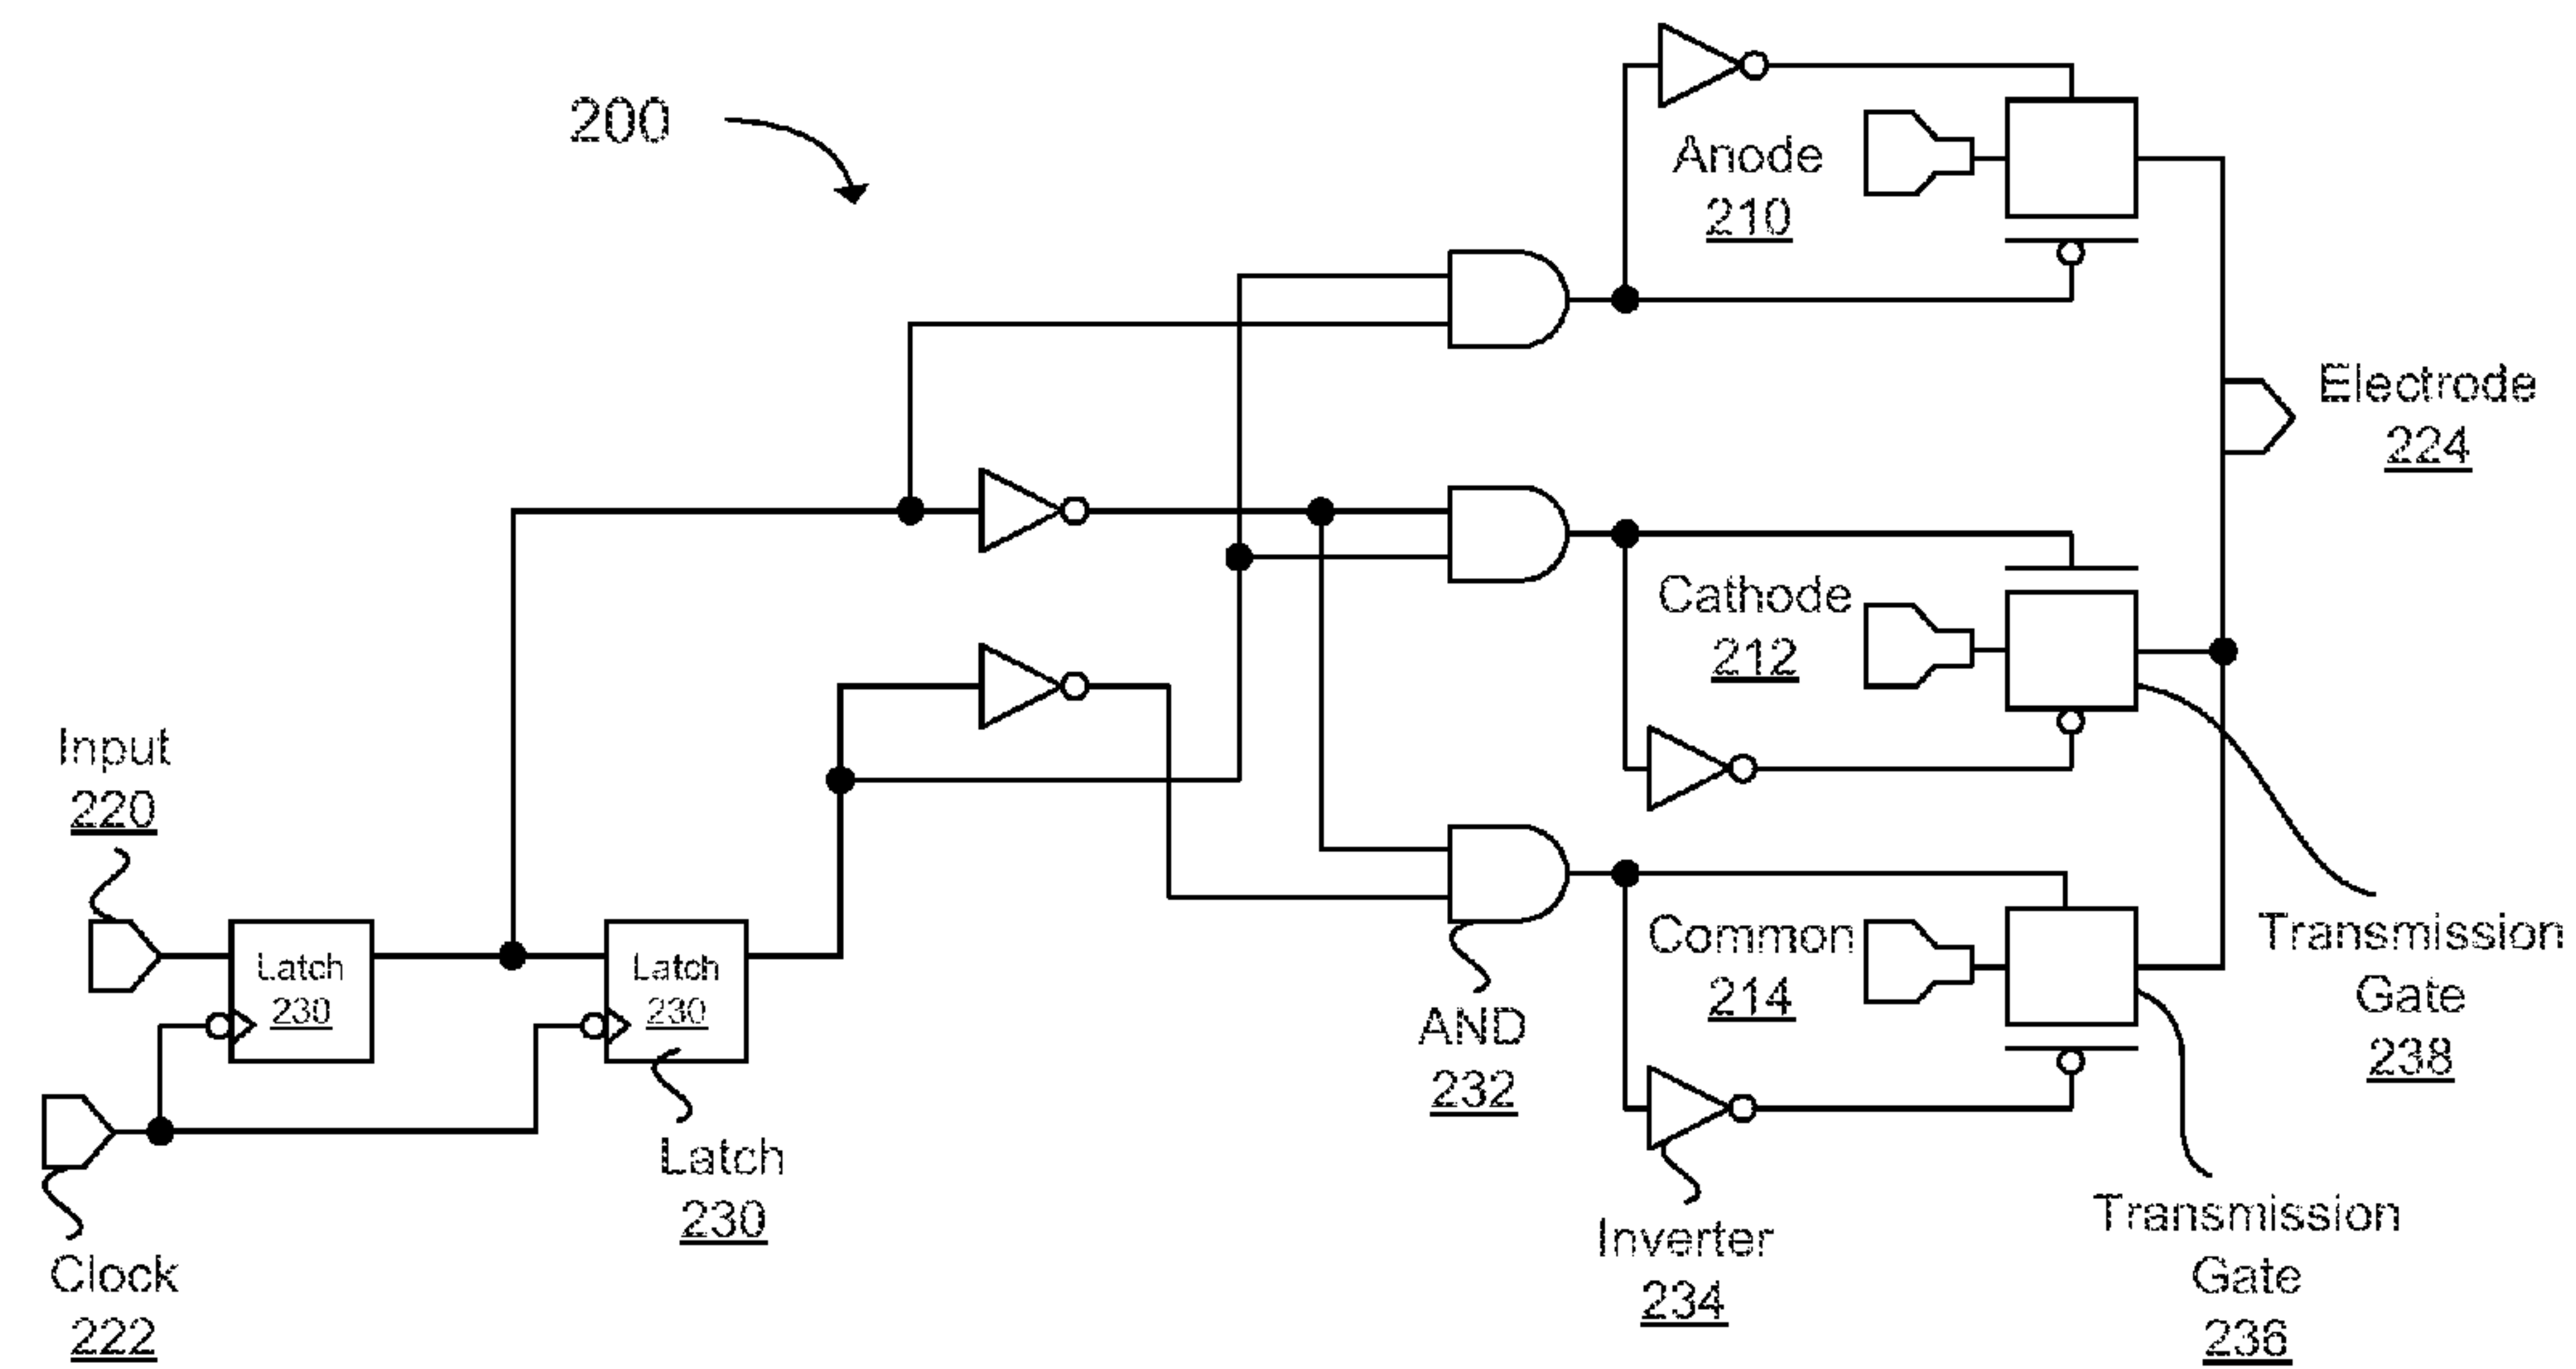 200
Anode
210
Electrode
224
Cathode
212
Input
220
Latch
230
Latch
230
Common
214
AND
232
Transmission
Gate
238
Latch
230
Inverter
234
Transmission
Gate
236
Clock
222